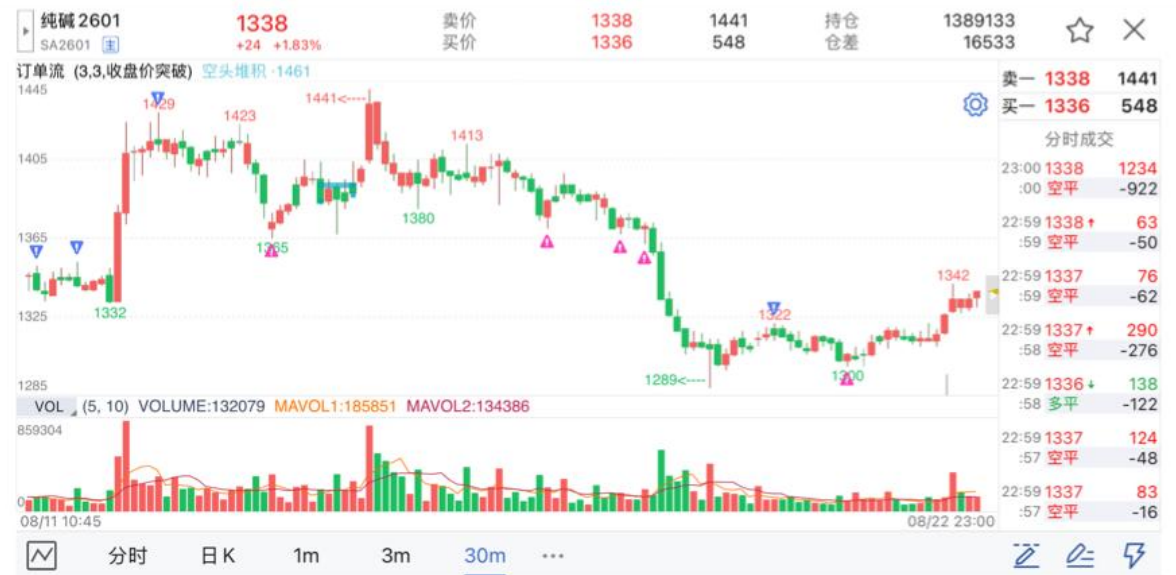 纯碱2601 1338 卖价 1338 1441 持仓 1389133
SA2601 主 +24 +1.83% 买价 1336 548 仓差 16533
订单流 (3,3,收盘价突破) 空头堆积 -1461
卖一 1338 1441
买一 1336 548
分时成交
23:00 1338 1234
:00 空平 -922
22:59 1338↑ 63
:59 空平 -50
22:59 1337 76
:59 空平 -62
22:59 1337↑ 290
:58 空平 -276
22:59 1336↓ 138
:58 多平 -122
22:59 1337 124
:57 空平 -48
22:59 1337 83
:57 空平 -16
1445
1441<----
1429
1423
1413
1405
1380
1365
1365
1342
1332
1325
1322
1300
1289<----
1285
VOL (5, 10) VOLUME:132079 MAVOL1:185851 MAVOL2:134386
859304
0
08/11 10:45 08/22 23:00
分时 日K 1m 3m 30m •••